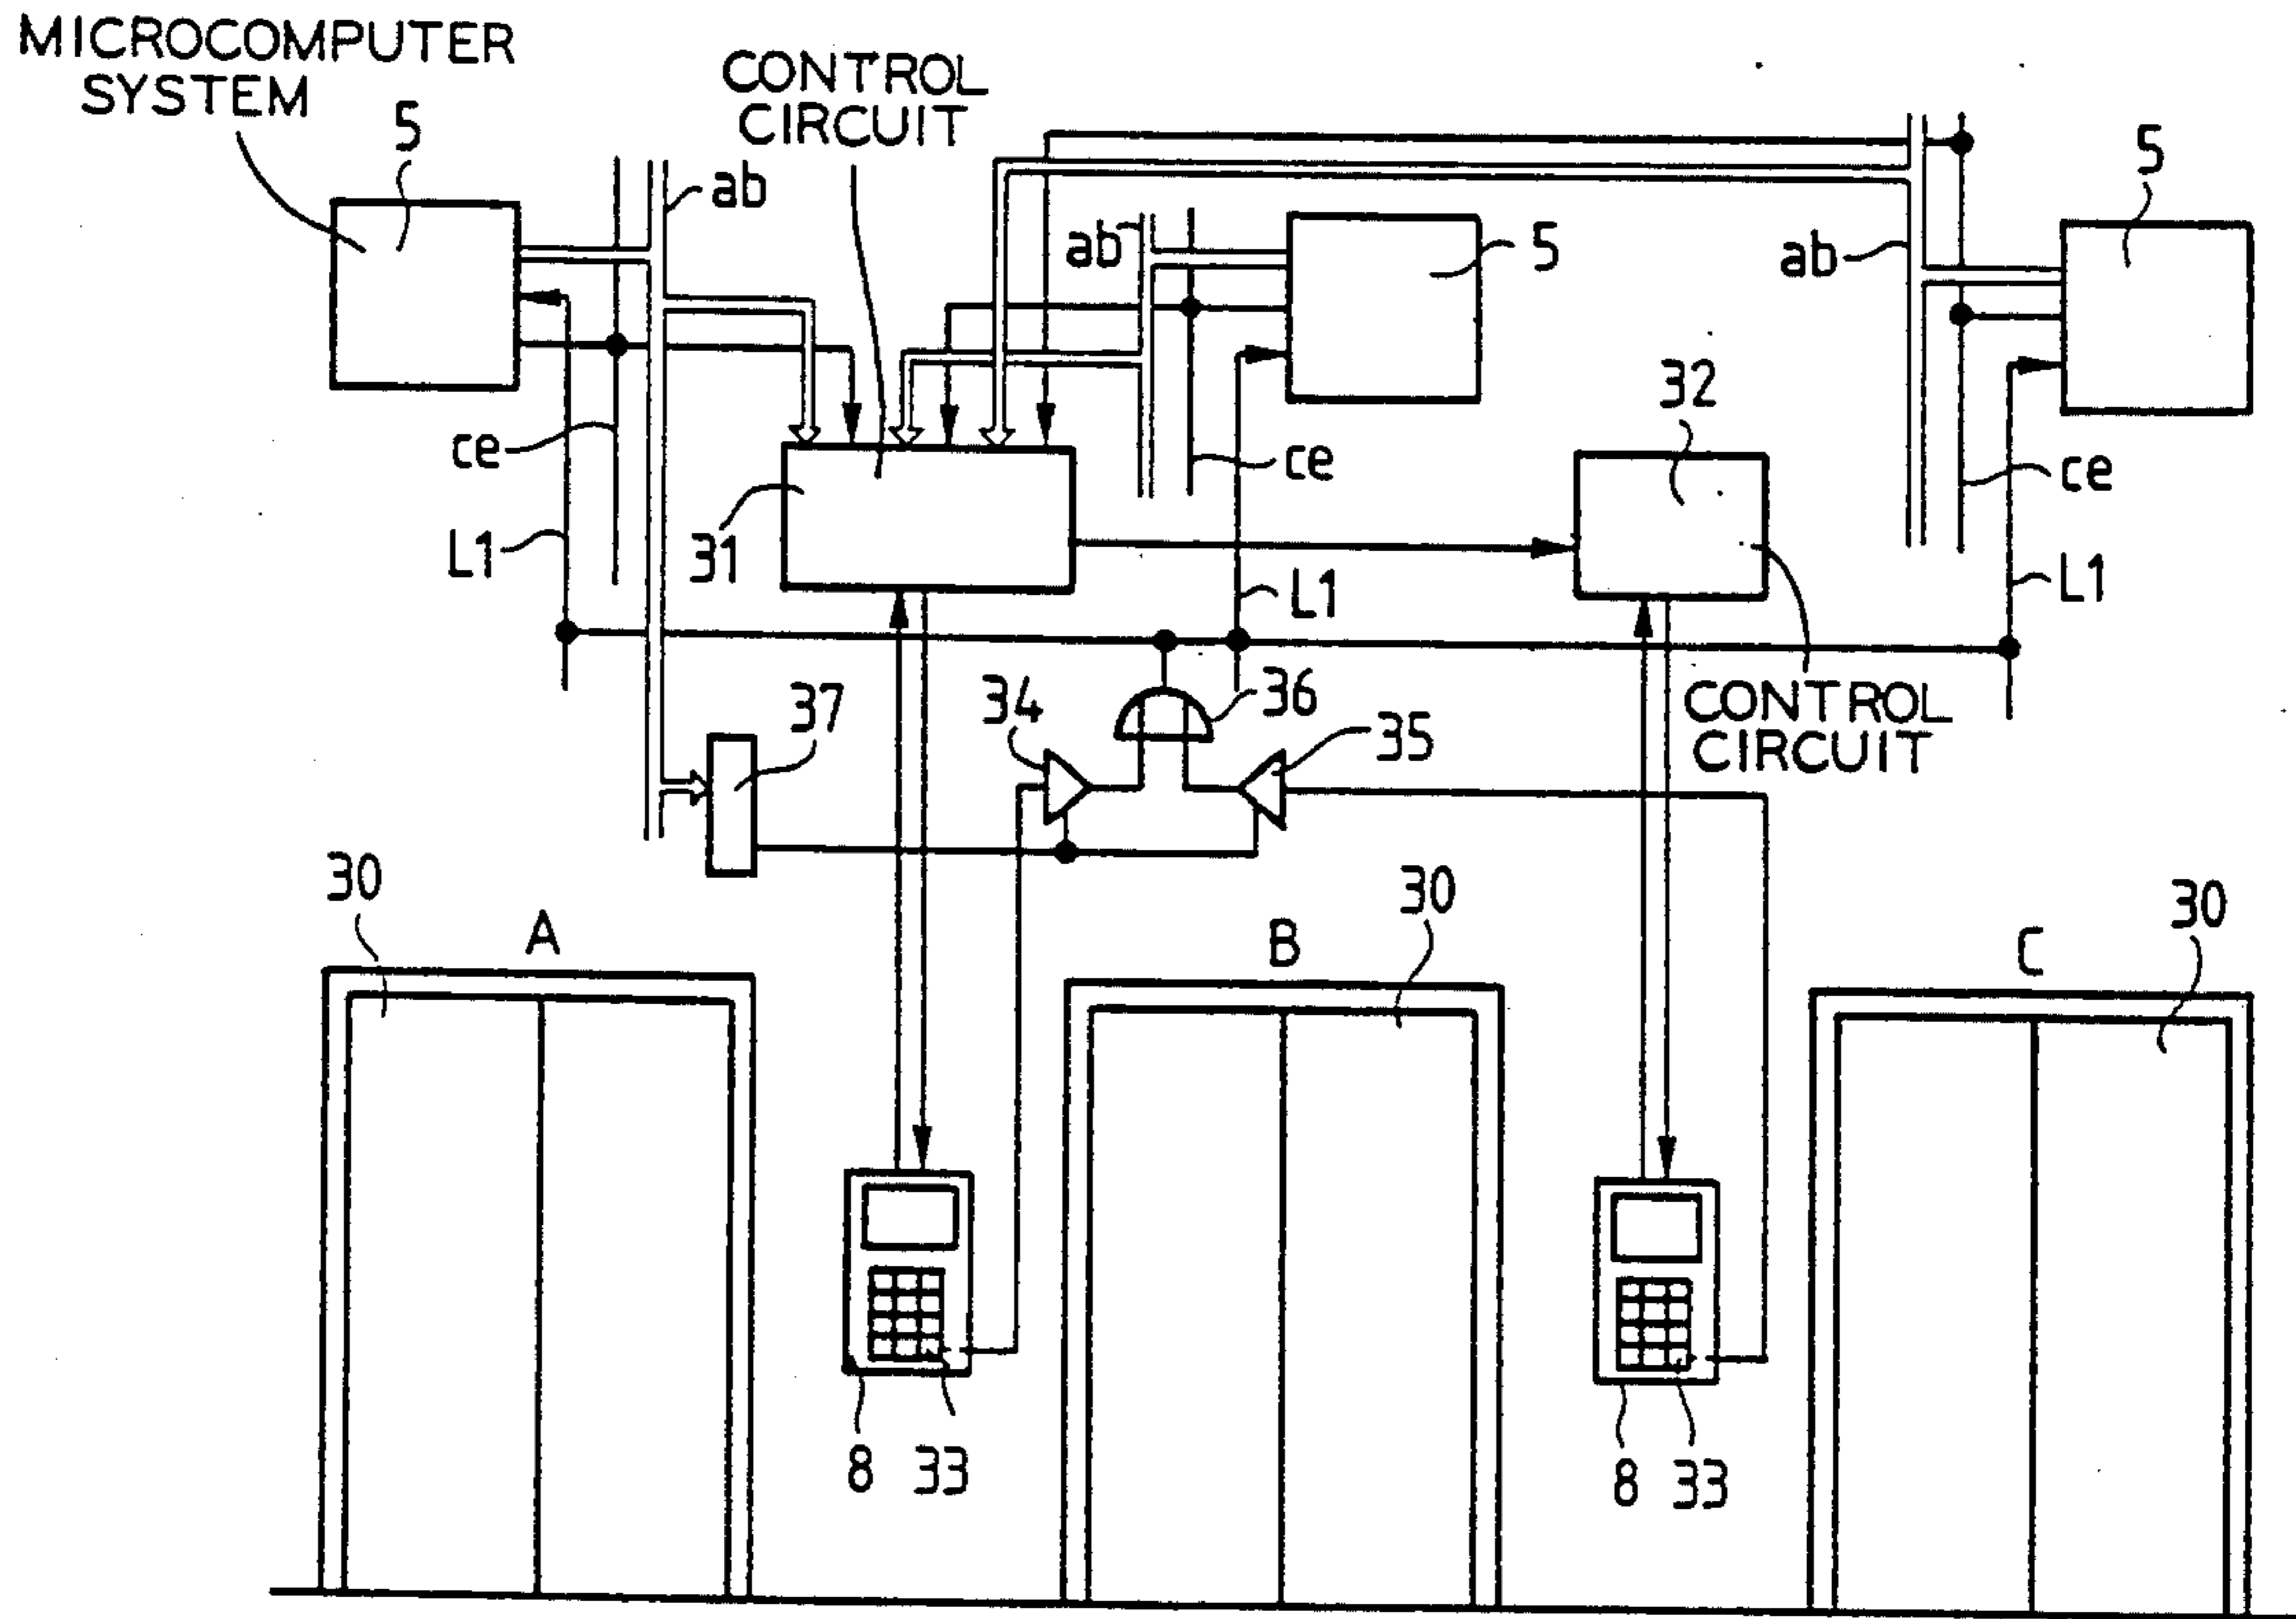 MICROCOMPUTER
SYSTEM
CONTROL
CIRCUIT
5
ab
ab
5
ab
5
32
ce
ce
ce
31
L1
L1
L1
CONTROL
CIRCUIT
34
36
37
35
30
A
30
B
30
C
8
33
8
33